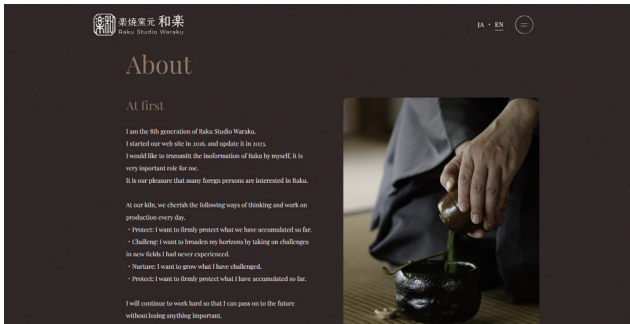 楽焼窯元 和楽
Raku Studio Waraku
JA ・ EN
About
At first
I am the 8th generation of Raku Studio Waraku.
I started our web site in 2016. and update it in 2023.
I would like to transmit the inoformation of Raku by myself, it is
very inportant role for me.
It is our pleasure that many foregn persons are interested in Raku.
At our kiln, we cherish the following ways of thinking and work on
production every day.
・Protect: I want to firmly protect what we have accumulated so far.
・Challeng: I want to broaden my horizons by taking on challenges
in new fields I had never experienced.
・Nurture: I want to grow what I have challenged.
・Protect: I want to firmly protect what I have accumulated so far.
I will continue to work hard so that I can pass on to the future
without losing anything important.